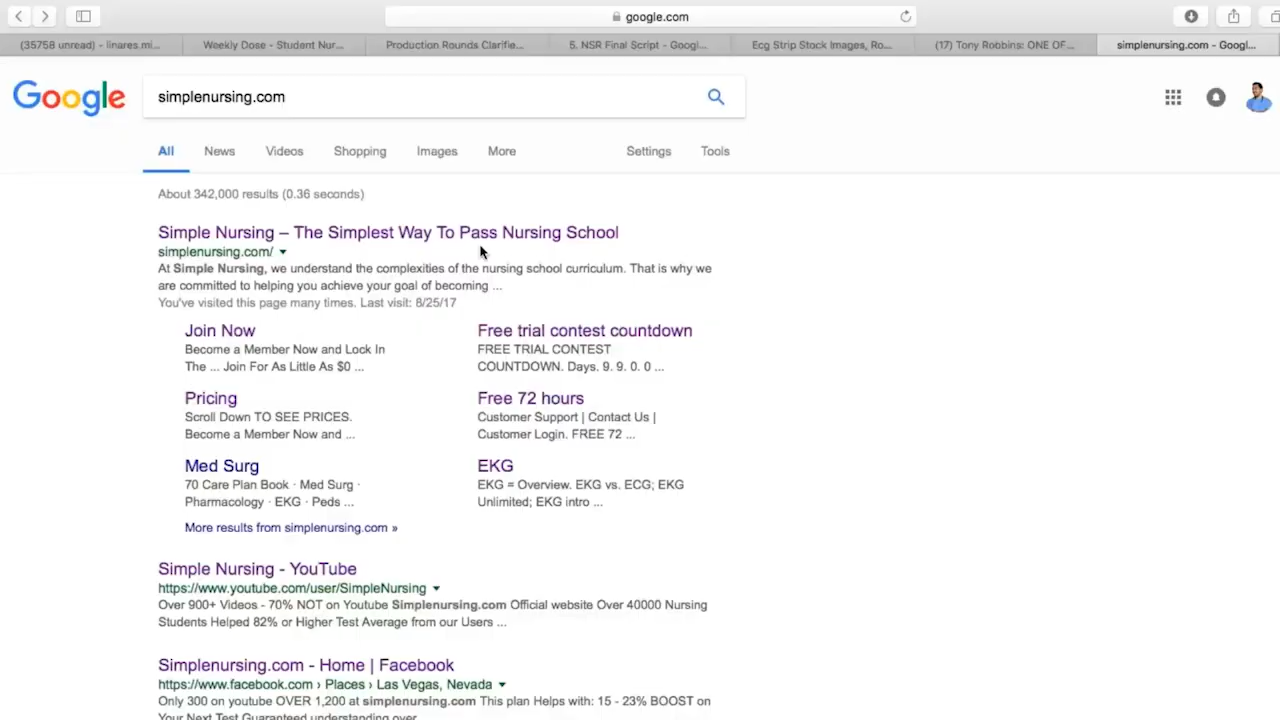 google.com
(35758 unread) - linares.mi...
Weekly Dose - Student Nur...
Production Rounds Clarifie...
5. NSR Final Script - Googl...
Ecg Strip Stock Images, Ro...
(17) Tony Robbins: ONE OF...
simplenursing.com - Googl...
Google
simplenursing.com
All
News
Videos
Shopping
Images
More
Settings
Tools
About 342,000 results (0.36 seconds)
Simple Nursing – The Simplest Way To Pass Nursing School
simplenursing.com/
At Simple Nursing, we understand the complexities of the nursing school curriculum. That is why we
are committed to helping you achieve your goal of becoming ...
You've visited this page many times. Last visit: 8/25/17
Join Now
Become a Member Now and Lock In
The ... Join For As Little As $0 ...
Free trial contest countdown
FREE TRIAL CONTEST
COUNTDOWN. Days. 9. 9. 0. 0 ...
Pricing
Scroll Down TO SEE PRICES.
Become a Member Now and ...
Free 72 hours
Customer Support | Contact Us |
Customer Login. FREE 72 ...
Med Surg
70 Care Plan Book · Med Surg ·
Pharmacology · EKG · Peds ...
EKG
EKG = Overview. EKG vs. ECG; EKG
Unlimited; EKG intro ...
More results from simplenursing.com »
Simple Nursing - YouTube
https://www.youtube.com/user/SimpleNursing
Over 900+ Videos - 70% NOT on Youtube Simplenursing.com Official website Over 40000 Nursing
Students Helped 82% or Higher Test Average from our Users ...
Simplenursing.com - Home | Facebook
https://www.facebook.com › Places › Las Vegas, Nevada
Only 300 on youtube OVER 1,200 at simplenursing.com This plan Helps with: 15 - 23% BOOST on
Your Next Test Guaranteed understanding over